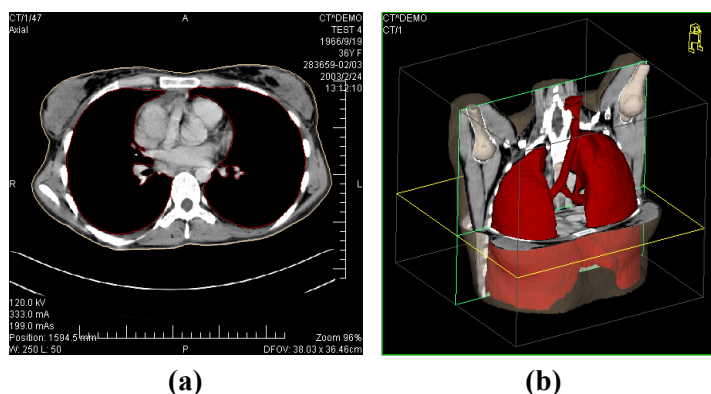 CT/1/47
Axial
A
CT^DEMO
TEST 4
1966/9/19
36Y F
283659-02/03
2003/2/24
13:12:10
R
L
120.0 kV
333.0 mA
199.0 mAs
Position: 1594.5 mm
W: 250 L: 50
P
Zoom 96%
DFOV: 38.03 x 36.46cm
CT^DEMO
CT/1
(a)
(b)